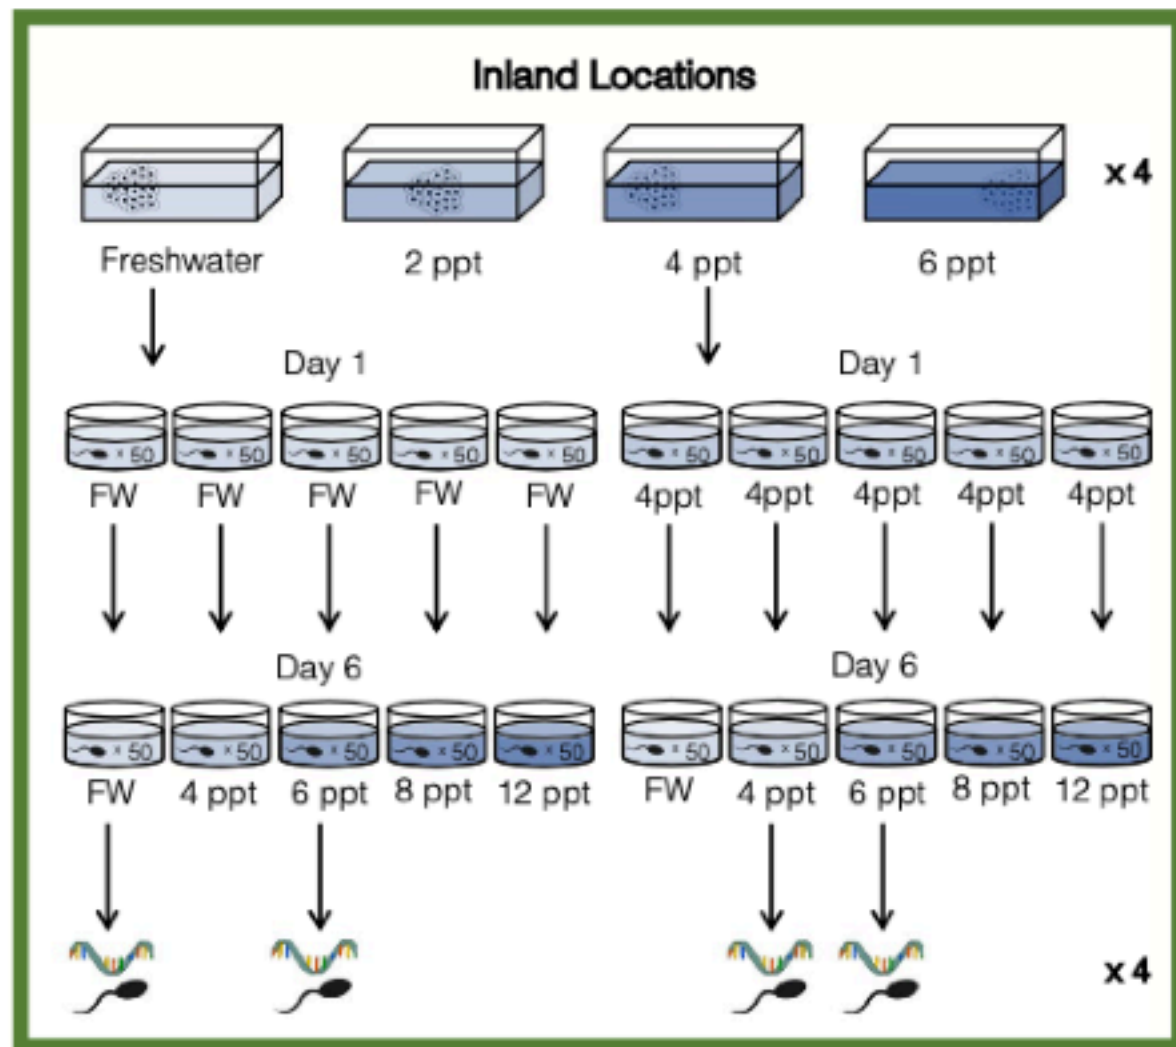 Inland Locations
x 4
Freshwater 2 ppt 4 ppt 6 ppt
Day 1 Day 1
x 50 x 50 x 50 x 50 x 50 x 50 x 50 x 50 x 50 x 50
FW FW FW FW FW 4ppt 4ppt 4ppt 4ppt 4ppt
Day 6 Day 6
x 50 x 50 x 50 x 50 x 50 x 50 x 50 x 50 x 50 x 50
FW 4 ppt 6 ppt 8 ppt 12 ppt FW 4 ppt 6 ppt 8 ppt 12 ppt
x 4